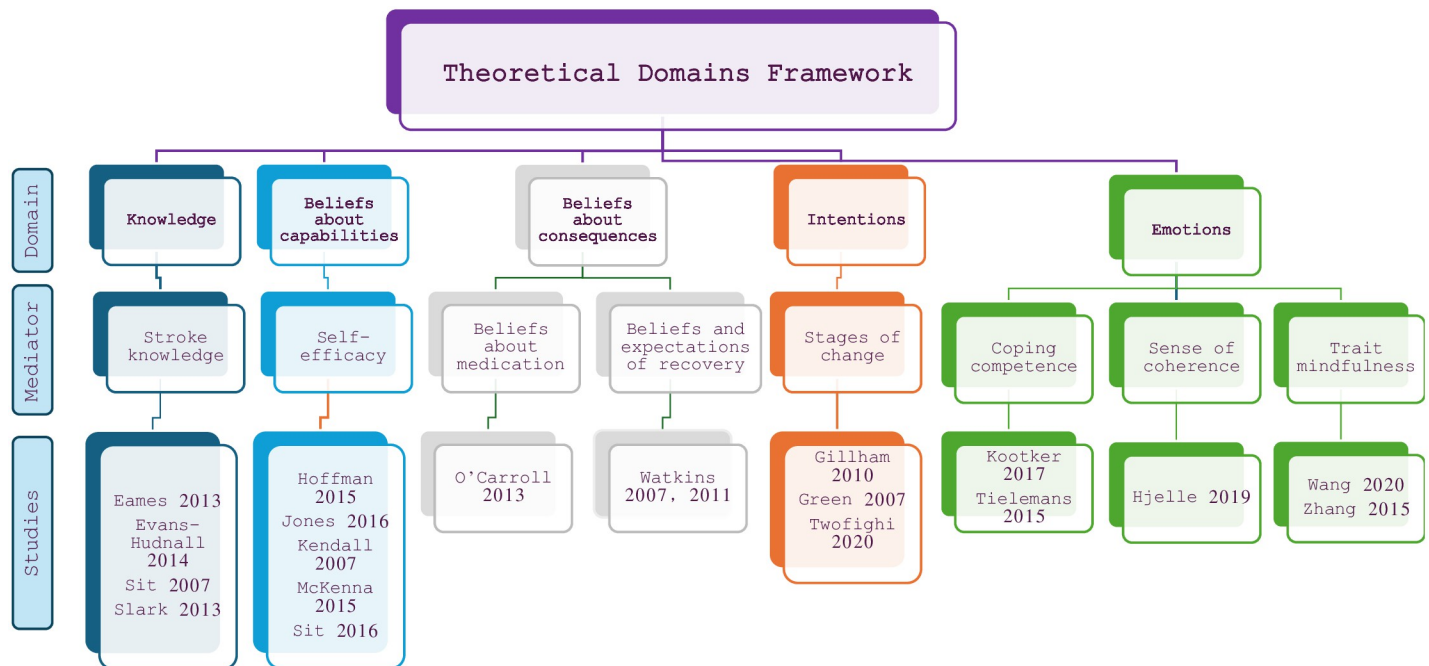 Theoretical Domains Framework
Domain
Knowledge
Beliefs
about
capabilities
Beliefs
about
consequences
Intentions
Emotions
Mediator
Stroke
knowledge
Self-
efficacy
Beliefs
about
medication
Beliefs and
expectations
of recovery
Stages of
change
Coping
competence
Sense of
coherence
Trait
mindfulness
Studies
Eames 2013
Evans-
Hudnall
2014
Sit 2007
Slark 2013
Hoffman
2015
Jones 2016
Kendall
2007
McKenna
2015
Sit 2016
O'Carroll
2013
Watkins
2007, 2011
Gillham
2010
Green 2007
Twofighi
2020
Kootker
2017
Tielemans
2015
Hjelle 2019
Wang 2020
Zhang 2015